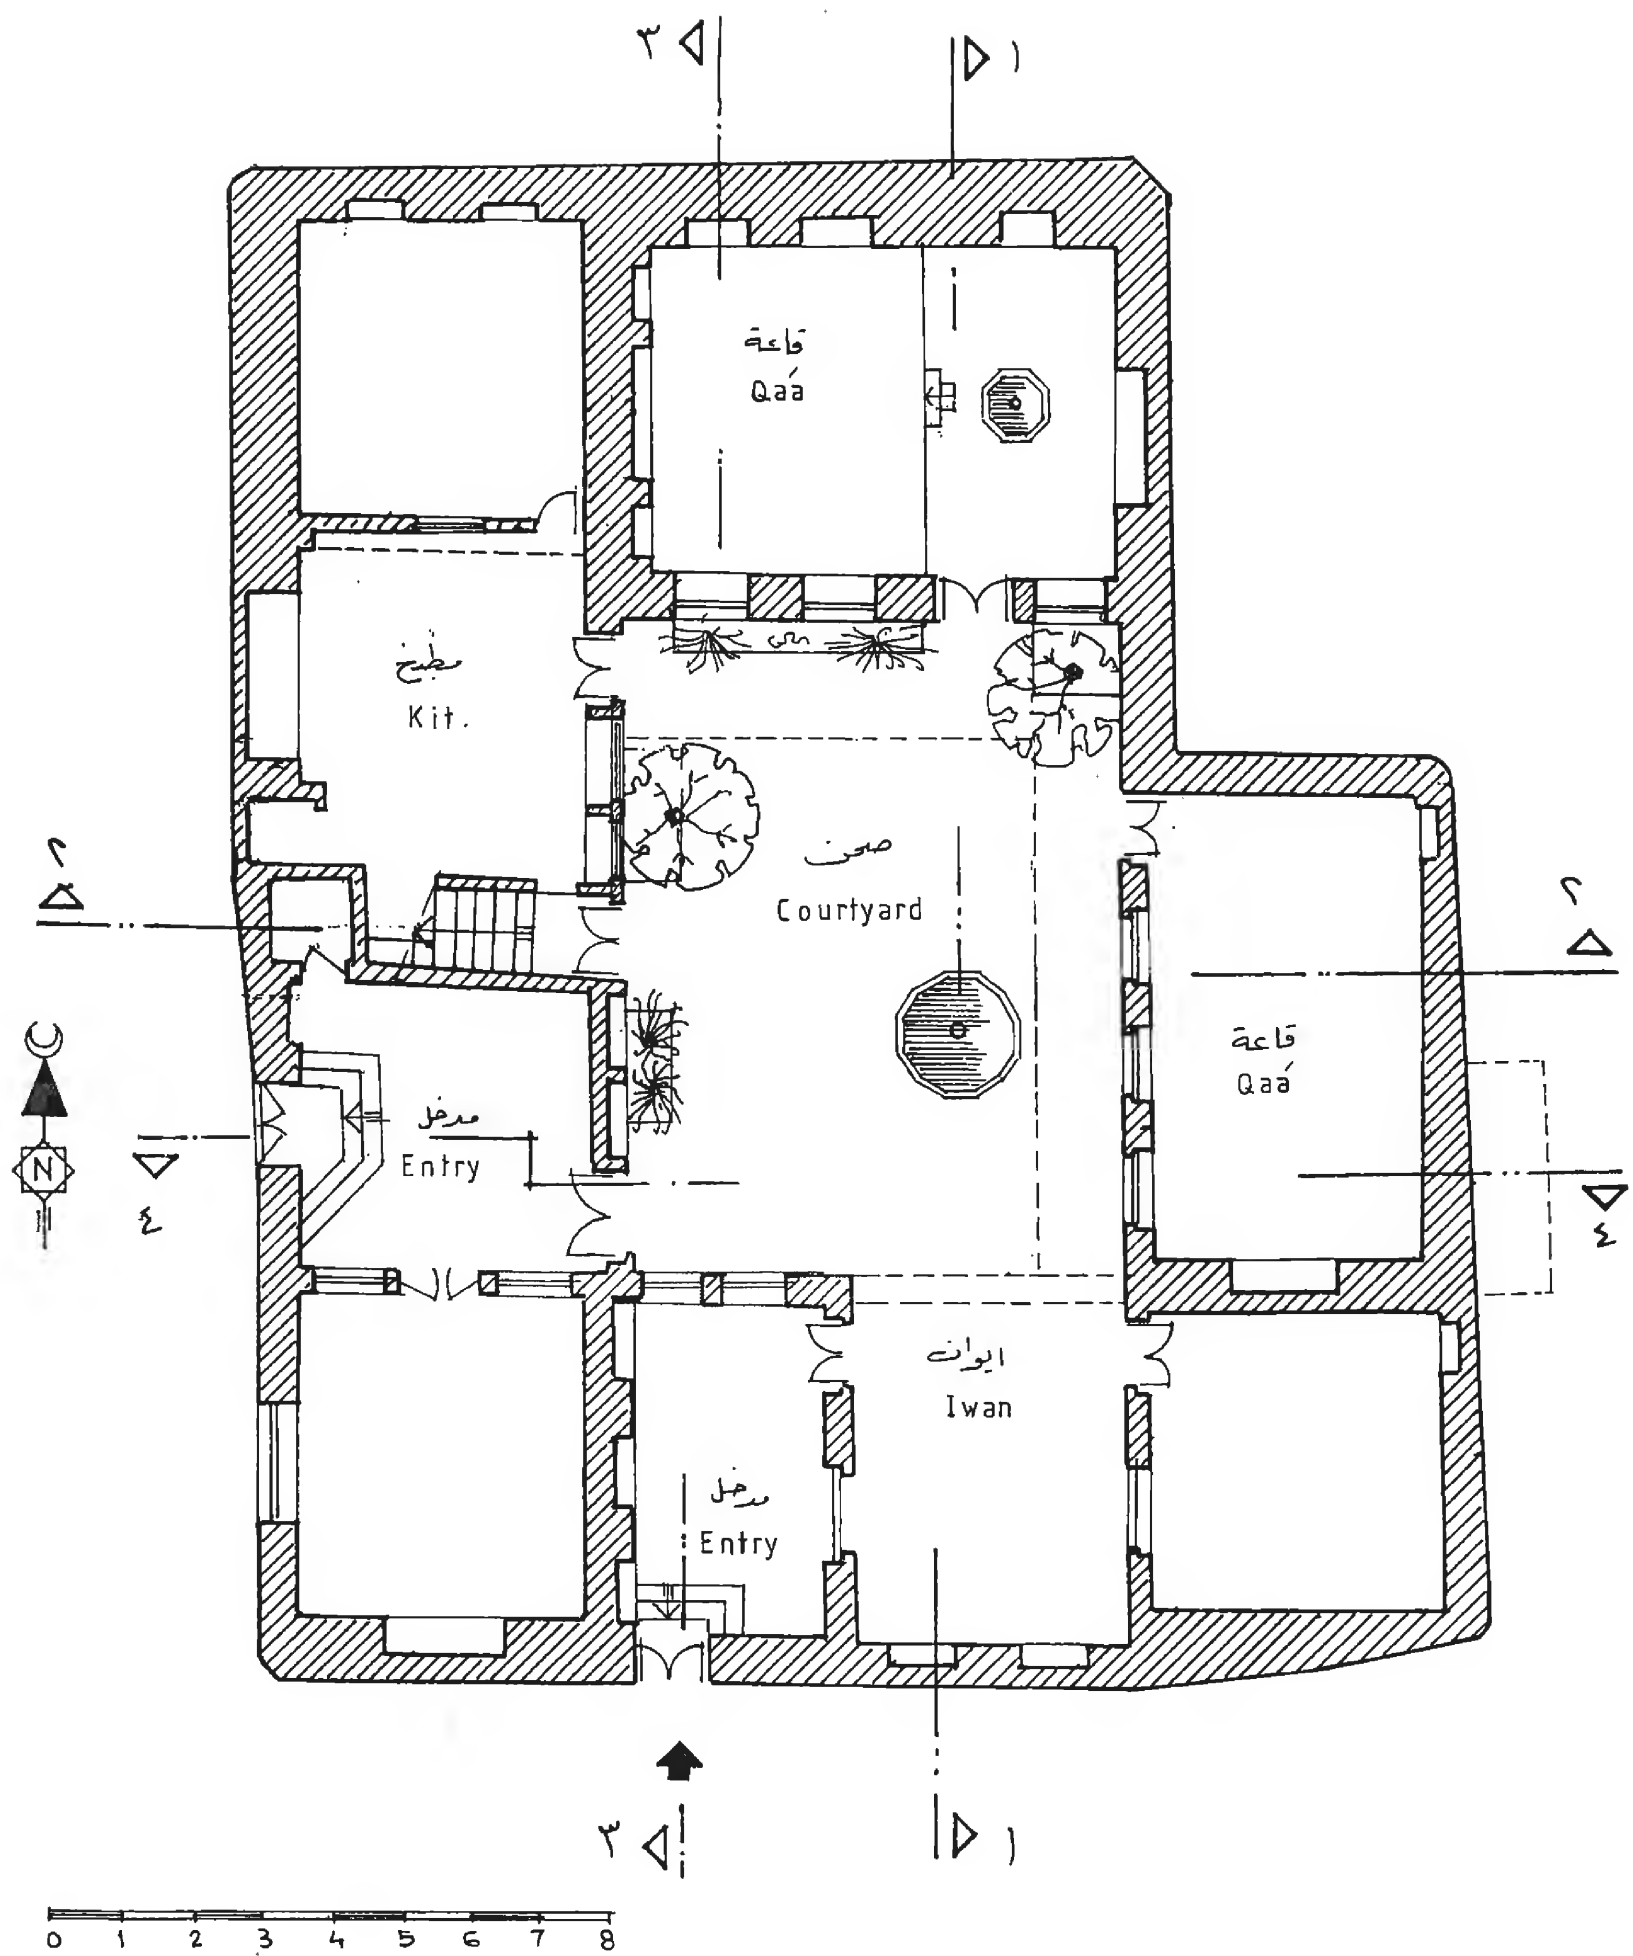 ٣ ١
قاعة
Qaá
مطبخ
Kit.
صحن
Courtyard
٢ ٢
قاعة
Qaá
مدخل
Entry
N
٤ ٤
ايوان
Iwan
مدخل
Entry
٣ ١
0 1 2 3 4 5 6 7 8